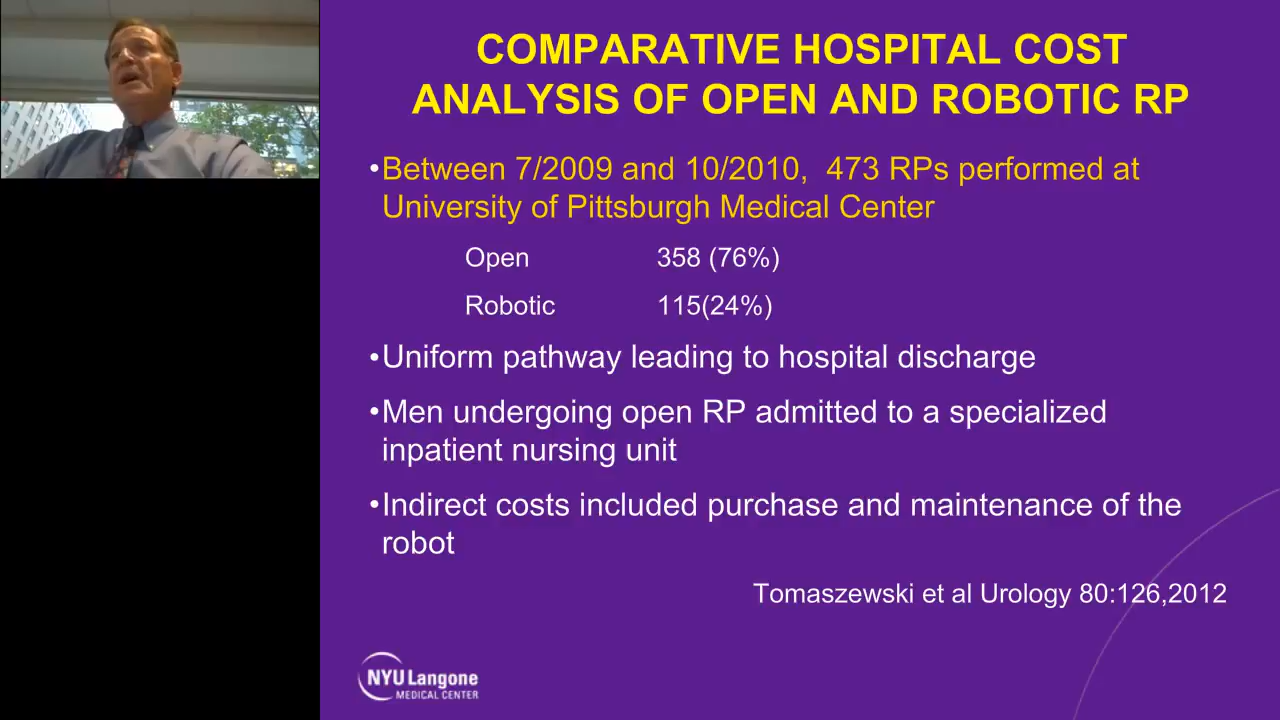 COMPARATIVE HOSPITAL COST
ANALYSIS OF OPEN AND ROBOTIC RP
•Between 7/2009 and 10/2010,  473 RPs performed at
University of Pittsburgh Medical Center
Open 358 (76%)
Robotic 115(24%)
•Uniform pathway leading to hospital discharge
•Men undergoing open RP admitted to a specialized
inpatient nursing unit
•Indirect costs included purchase and maintenance of the
robot
Tomaszewski et al Urology 80:126,2012
NYU Langone
MEDICAL CENTER